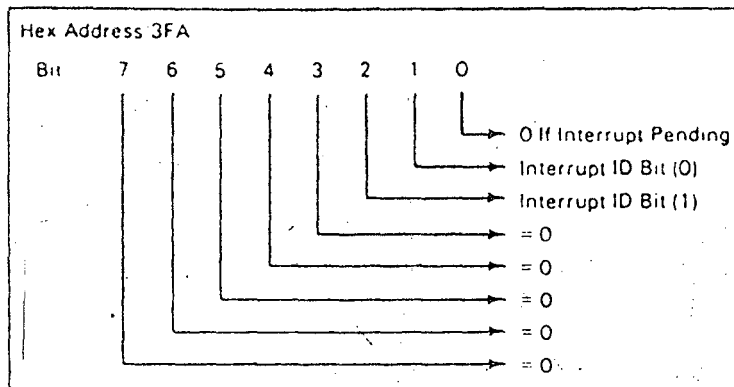 Hex Address 3FA
Bit 7 6 5 4 3 2 1 0
0 If Interrupt Pending
Interrupt ID Bit (0)
Interrupt ID Bit (1)
= 0
= 0
= 0
= 0
= 0